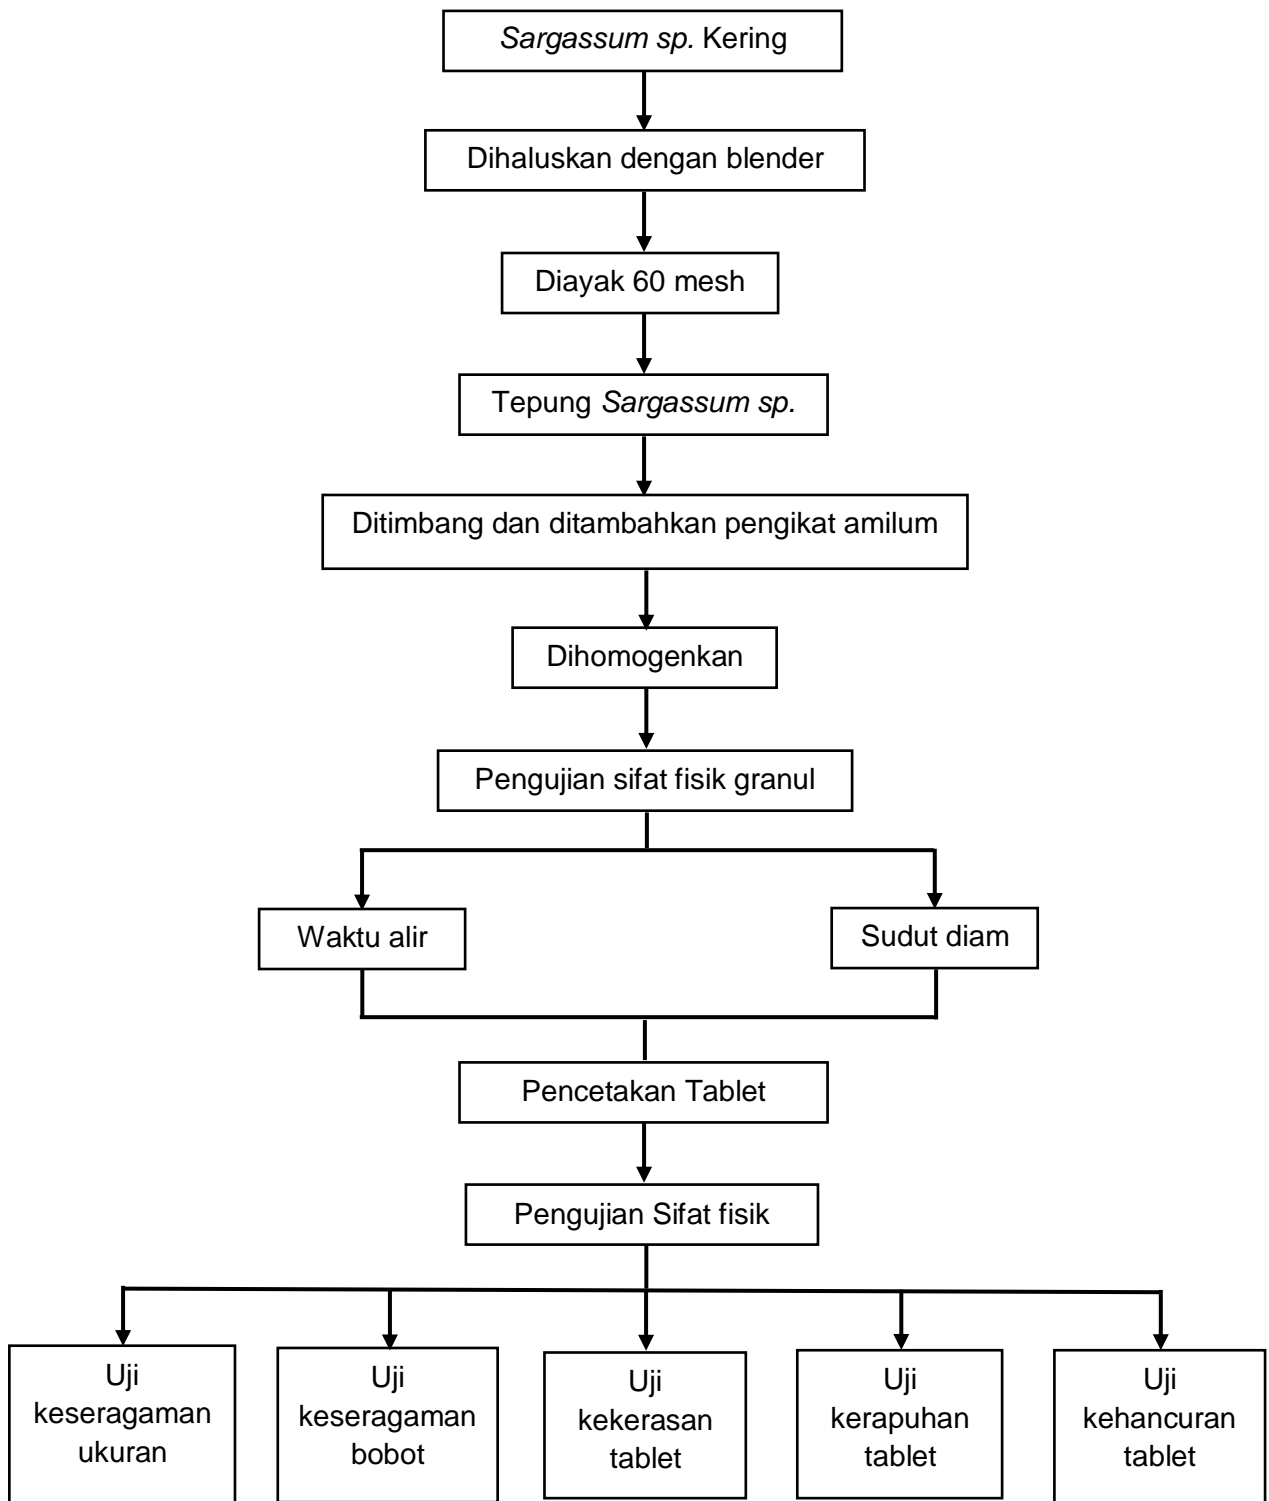 Sargassum sp. Kering
Dihaluskan dengan blender
Diayak 60 mesh
Tepung Sargassum sp.
Ditimbang dan ditambahkan pengikat amilum
Dihomogenkan
Pengujian sifat fisik granul
Waktu alir
Sudut diam
Pencetakan Tablet
Pengujian Sifat fisik
Uji
keseragaman
ukuran
Uji
keseragaman
bobot
Uji
kekerasan
tablet
Uji
kerapuhan
tablet
Uji
kehancuran
tablet